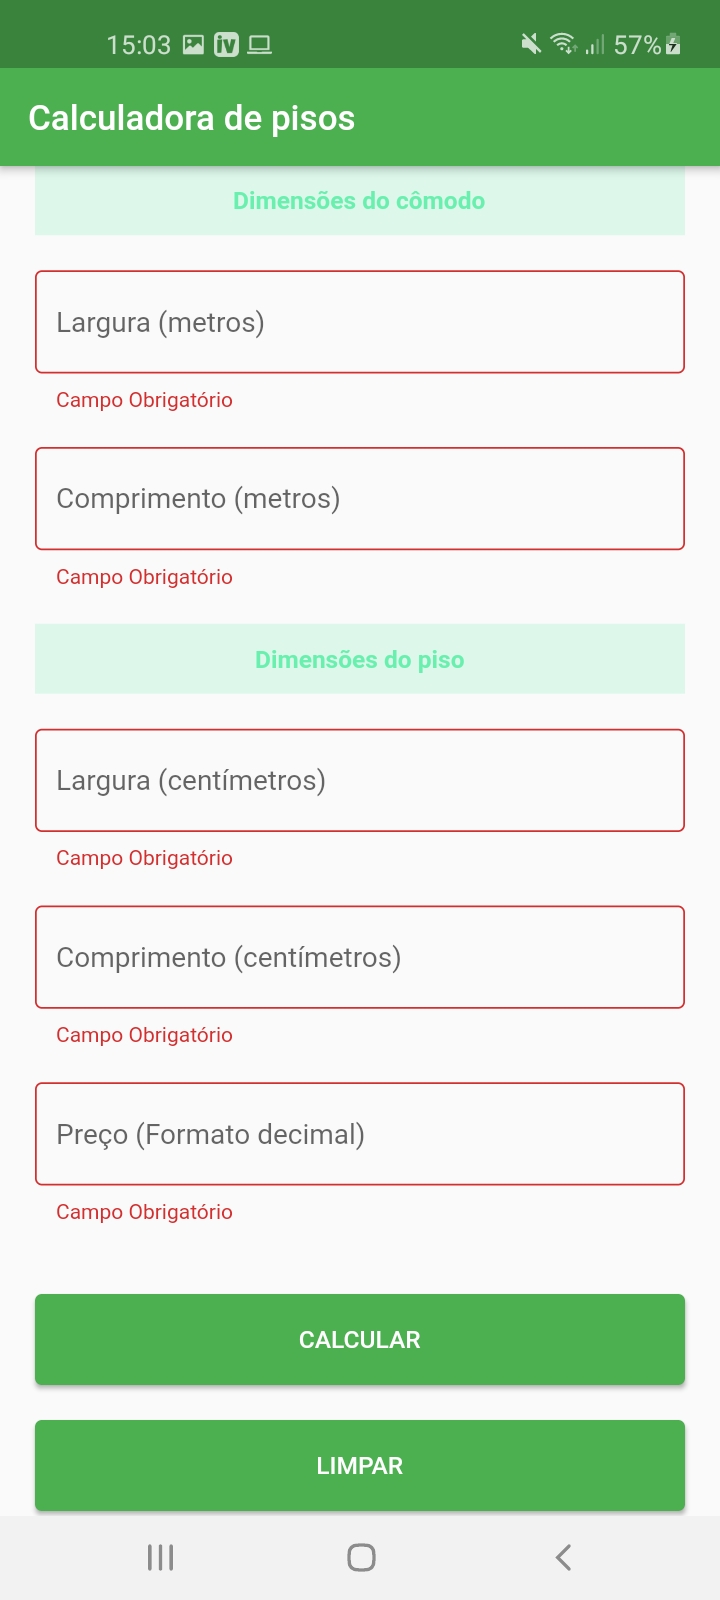 15:03
57%
Calculadora de pisos
Dimensões do cômodo
Largura (metros)
Campo Obrigatório
Comprimento (metros)
Campo Obrigatório
Dimensões do piso
Largura (centímetros)
Campo Obrigatório
Comprimento (centímetros)
Campo Obrigatório
Preço (Formato decimal)
Campo Obrigatório
CALCULAR
LIMPAR